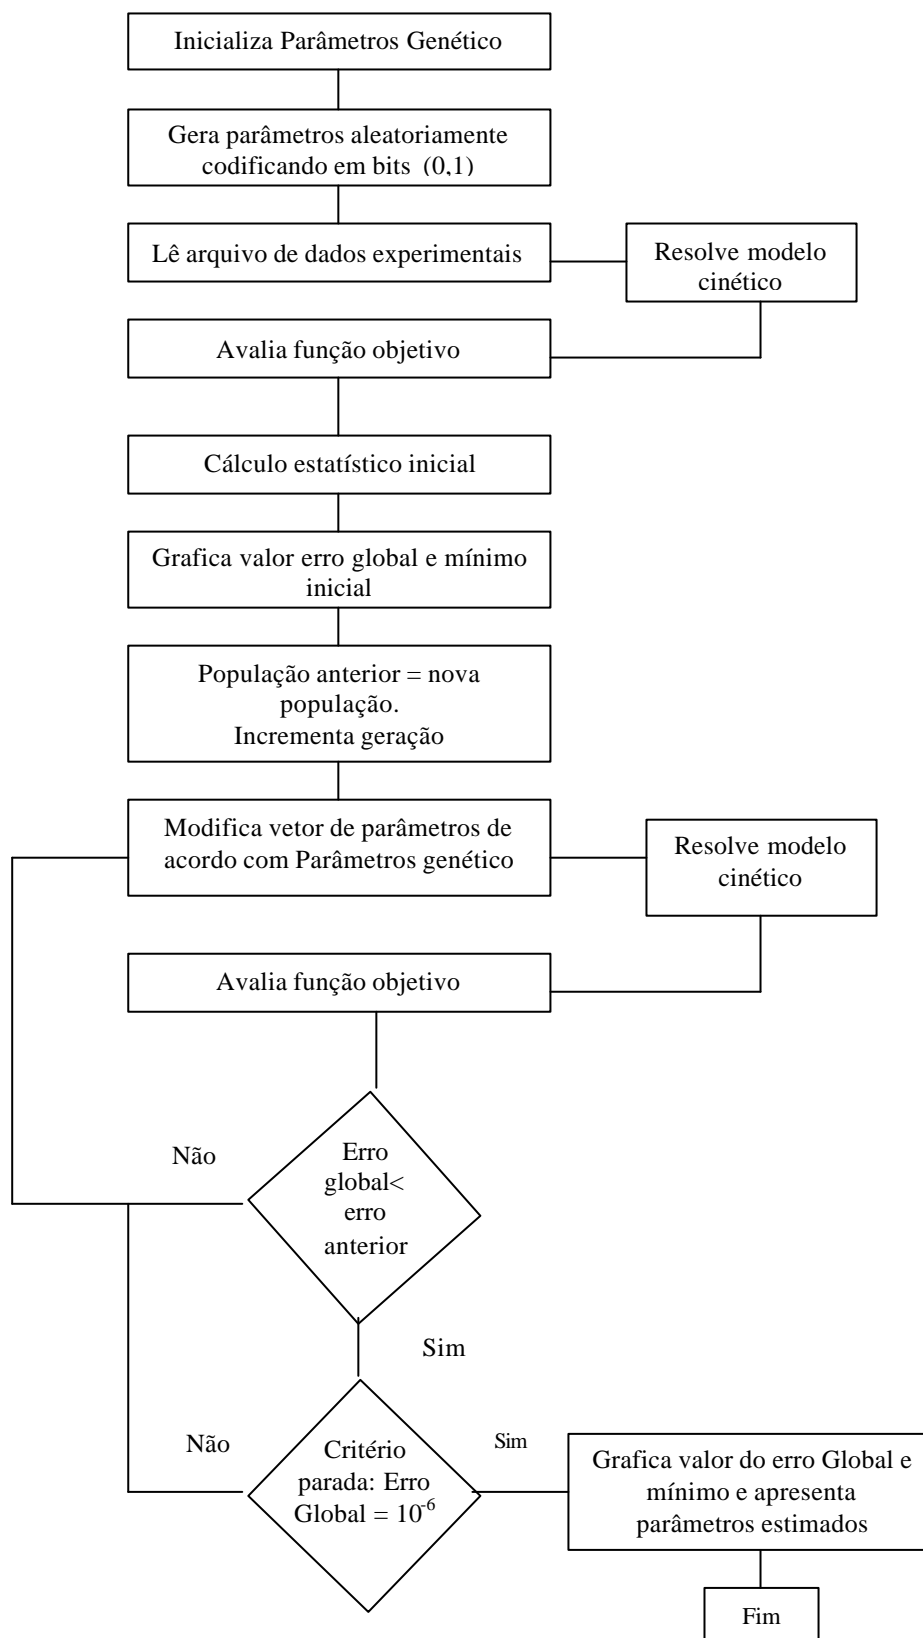 Inicializa Parâmetros Genético
Gera parâmetros aleatoriamente
codificando em bits (0,1)
Lê arquivo de dados experimentais
Resolve modelo
cinético
Avalia função objetivo
Cálculo estatístico inicial
Grafica valor erro global e mínimo
inicial
População anterior = nova
população.
Incrementa geração
Modifica vetor de parâmetros de
acordo com Parâmetros genético
Resolve modelo
cinético
Avalia função objetivo
Não
Erro
global<
erro
anterior
Sim
Não
Critério
parada: Erro
Global = 10⁻⁶
Sim
Grafica valor do erro Global e
mínimo e apresenta
parâmetros estimados
Fim